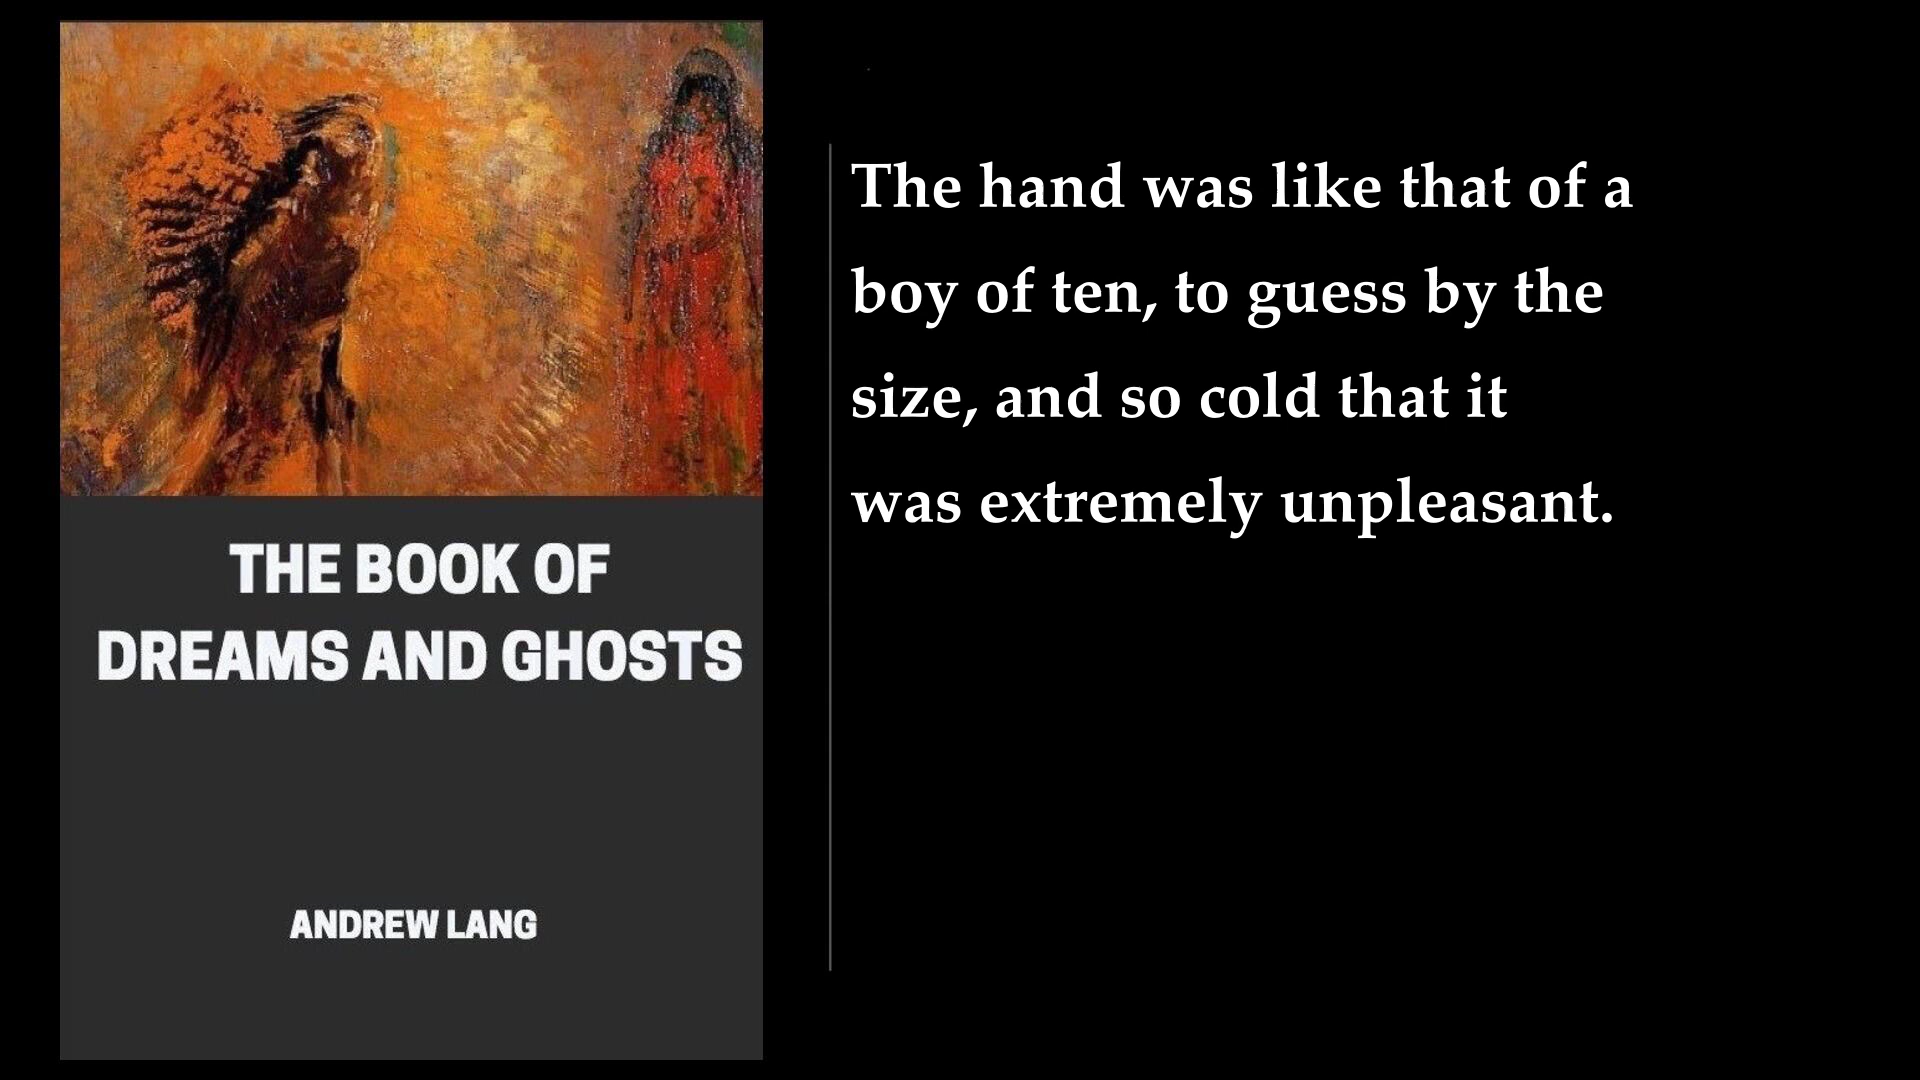 THE BOOK OF
DREAMS AND GHOSTS
ANDREW LANG
The hand was like that of a
boy of ten, to guess by the
size, and so cold that it
was extremely unpleasant.